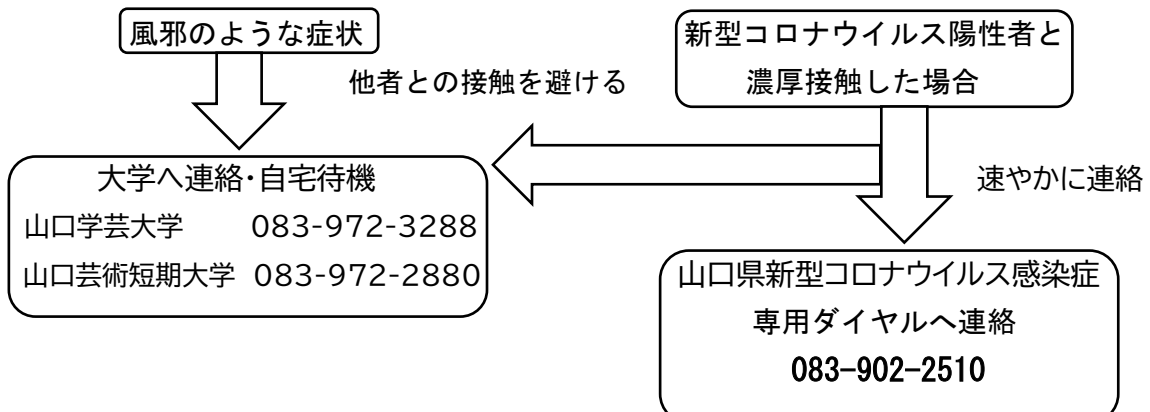 風邪のような症状
新型コロナウイルス陽性者と
濃厚接触した場合
他者との接触を避ける
大学へ連絡・自宅待機
山口学芸大学 083-972-3288
山口芸術短期大学 083-972-2880
速やかに連絡
山口県新型コロナウイルス感染症
専用ダイヤルへ連絡
083-902-2510